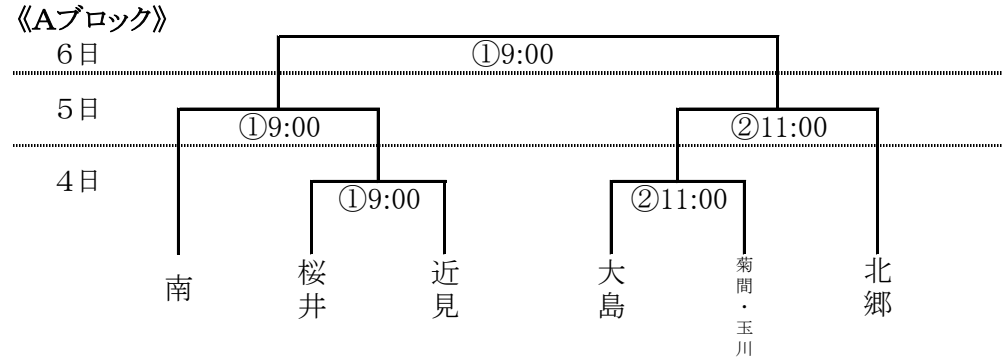 《Aブロック》
6日
①9:00
5日
①9:00
②11:00
4日
①9:00
②11:00
南
桜井
近見
大島
菊間・玉川
北郷